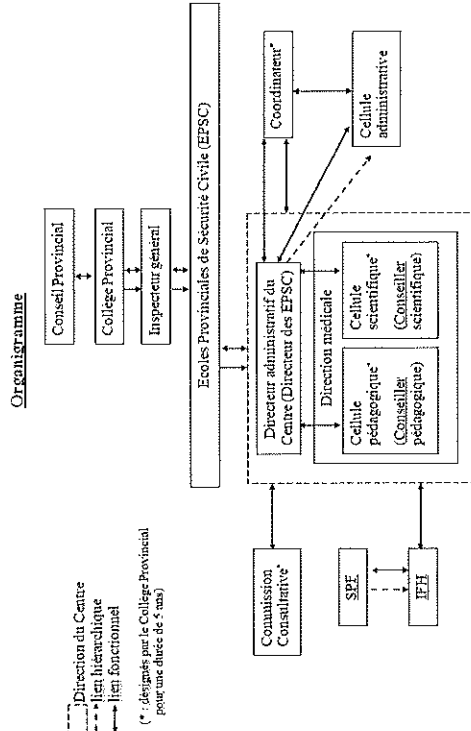 Organigramme
Direction du Centre
lien hiérarchique
lien fonctionnel
(* : désignés par le Collège Provincial
pour une durée de 5 ans)
Conseil Provincial
Collège Provincial
Inspecteur général
Ecoles Provinciales de Sécurité Civile (EPSC)
Commission
Consultative*
SPF
IFH
Directeur administratif du
Centre (Directeur des EPSC)
Direction médicale
Cellule
pédagogique*
(Conseiller
pédagogique)
Cellule
scientifique*
(Conseiller
scientifique)
Coordinateur*
Cellule
administrative